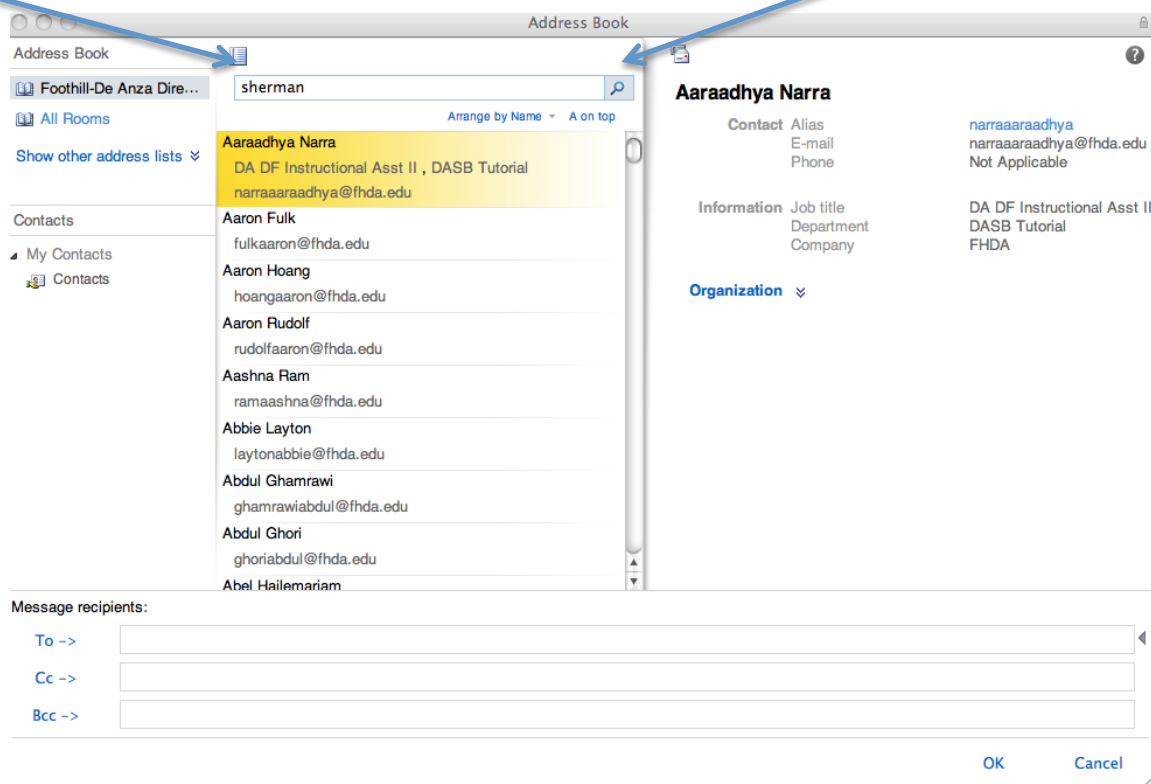 Address Book
Address Book
Foothill-De Anza Dire...
All Rooms
Show other address lists
Contacts
My Contacts
Contacts
sherman
Arrange by Name A on top
Aaraadhya Narra
DA DF Instructional Asst II , DASB Tutorial
narraaaraadhya@fhda.edu
Aaron Fulk
fulkaaron@fhda.edu
Aaron Hoang
hoangaaron@fhda.edu
Aaron Rudolf
rudolfaaron@fhda.edu
Aashna Ram
ramaashna@fhda.edu
Abbie Layton
laytonabbie@fhda.edu
Abdul Ghamrawi
ghamrawiabdul@fhda.edu
Abdul Ghori
ghoriabdul@fhda.edu
Abel Hailemariam
?
Aaraadhya Narra
Contact Alias narraaaraadhya
E-mail narraaaraadhya@fhda.edu
Phone Not Applicable
Information Job title DA DF Instructional Asst II
Department DASB Tutorial
Company FHDA
Organization
Message recipients:
To ->
Cc ->
Bcc ->
OK Cancel